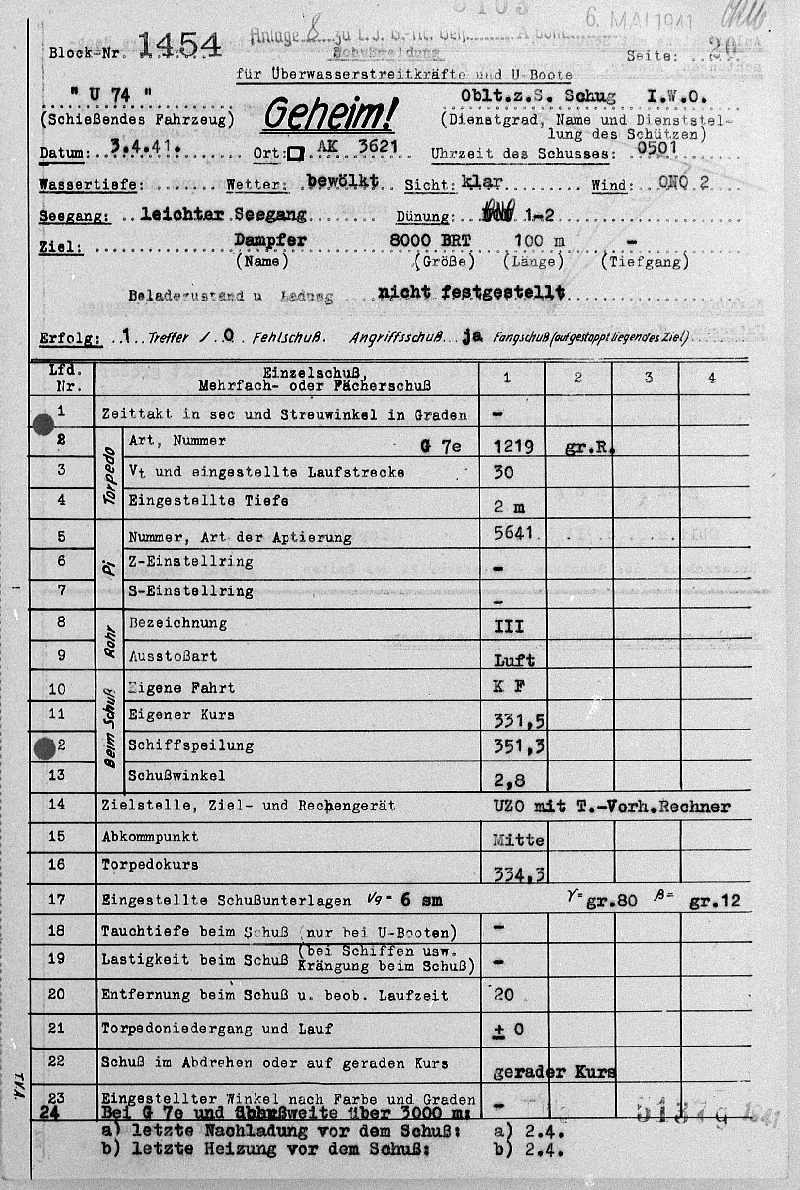 6. MAI 1941
Anlage 8 zu
Block-Nr. 1454
Schußmeldung
Seite: 20
für Überwasserstreitkräfte und U-Boote
" U 74 "
Geheim!
Oblt.z.S. Schug I.W.O.
(Schießendes Fahrzeug)
(Dienstgrad, Name und Dienststel-
lung des Schützen)
Datum: 3.4.41. Ort: AK 3621 Uhrzeit des Schusses: 0501
Wassertiefe: Wetter: bewölkt Sicht: klar Wind: ONO 2
Seegang: leichter Seegang Dünung: 1-2
Ziel: Dampfer 8000 BRT 100 m -
(Name) (Größe) (Länge) (Tiefgang)
Beladezustand u Ladung nicht festgestellt
Erfolg: 1 Treffer / 0 Fehlschuß. Angriffsschuß ja Fangschuß (auf gestoppt liegendes Ziel)
Lfd. Nr. Einzelschuß, Mehrfach- oder Fächerschuß 1 2 3 4
1 Zeittakt in sec und Streuwinkel in Graden -
Torpedo
2 Art, Nummer G 7e 1219 gr.R.
3 Vt und eingestellte Laufstrecke 30
4 Eingestellte Tiefe 2 m
Pi
5 Nummer, Art der Aptierung 5641
6 Z-Einstellring -
7 S-Einstellring -
Rohr
8 Bezeichnung III
9 Ausstoßart Luft
Beim Schuß
10 Eigene Fahrt K F
11 Eigener Kurs 331,5
2 Schiffspeilung 351,3
13 Schußwinkel 2,8
14 Zielstelle, Ziel- und Rechengerät UZO mit T.-Vorh.Rechner
15 Abkommpunkt Mitte
16 Torpedokurs 334,3
17 Eingestellte Schußunterlagen Vg= 6 sm γ= gr.80 β= gr.12
18 Tauchtiefe beim Schuß (nur bei U-Booten) -
19 Lastigkeit beim Schuß (bei Schiffen usw. Krängung beim Schuß) -
20 Entfernung beim Schuß u. beob. Laufzeit 20
21 Torpedoniedergang und Lauf ± 0
22 Schuß im Abdrehen oder auf geraden Kurs gerader Kurs
23 Eingestellter Winkel nach Farbe und Graden -
24 Bei G 7e und Schußweite über 3000 m:
5137g 1941
a) letzte Nachladung vor dem Schuß: a) 2.4.
b) letzte Heizung vor dem Schuß: b) 2.4.
T.V.A.